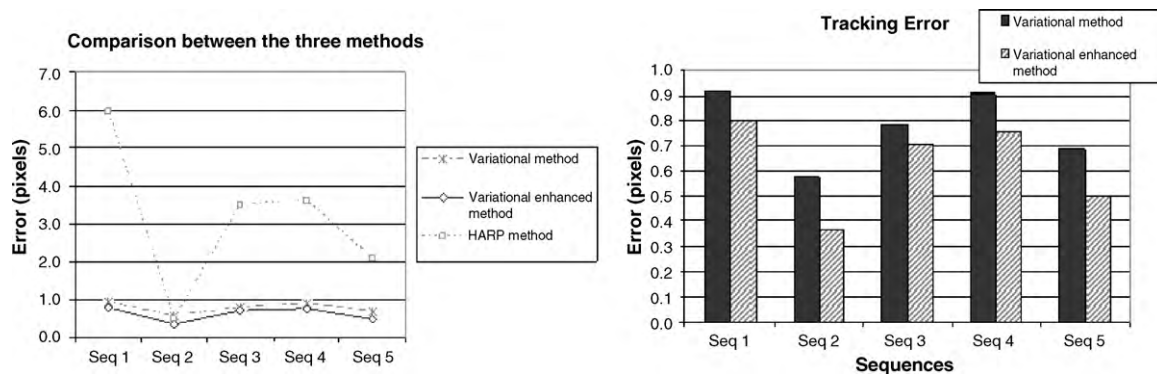 Comparison between the three methods
Error (pixels)
7.0
6.0
5.0
4.0
3.0
2.0
1.0
0.0
Seq 1 Seq 2 Seq 3 Seq 4 Seq 5
Variational method
Variational enhanced
method
HARP method
Tracking Error
Variational method
Variational enhanced
method
Error (pixels)
1.0
0.9
0.8
0.7
0.6
0.5
0.4
0.3
0.2
0.1
0.0
Seq 1 Seq 2 Seq 3 Seq 4 Seq 5
Sequences